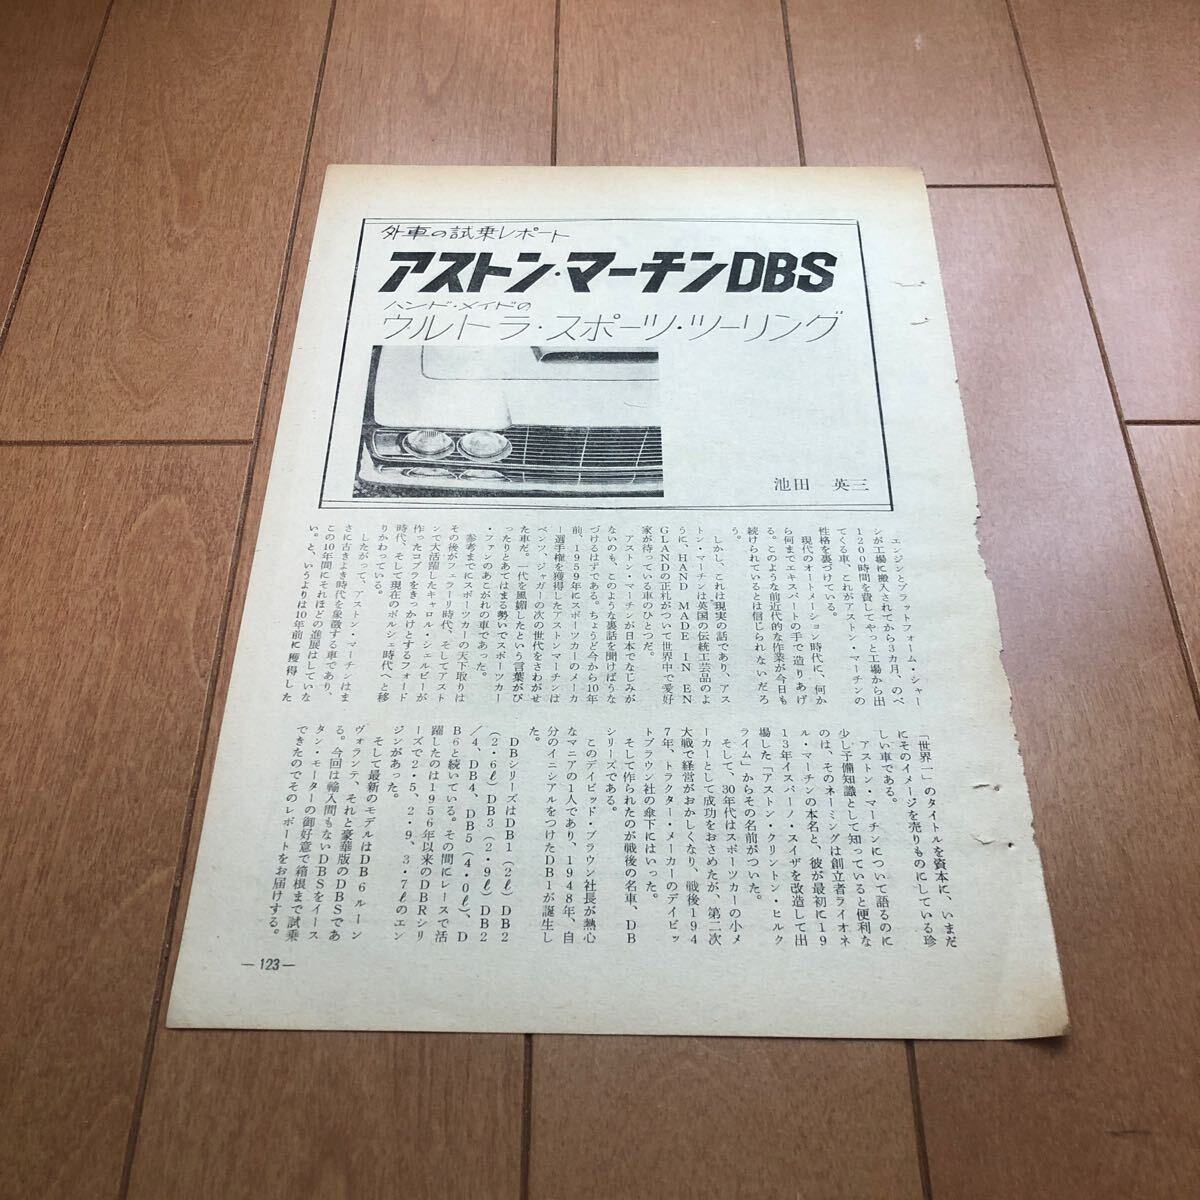 外車の試乗レポート
アストン・マーチンDBS
ハンド・メイドの
ウルトラ・スポーツ・ツーリング
池田 英三
エンジンとプラットフォーム・シャー
シが工場に搬入されてから3カ月、のべ
1200時間を費してやっと工場から出
てくる車、これがアストン・マーチンの
性格を裏づけている。
現代のオートメーション時代に、何か
ら何までエキスパートの手で造りあげ
る。このような前近代的な作業が今日も
続けられているとは信じられないだろ
う。
しかし、これは現実の話であり、アス
トン・マーチンは英国の伝統工芸品のよ
うに、HAND MADE IN EN
GLANDの正札がついて世界中で愛好
家が待っている車のひとつだ。
アストン・マーチンが日本でなじみが
ないのも、このような裏話を聞けばうな
づけるはずである。ちょうど今から10年
前、1959年にスポーツカーのメーカ
ー選手権を獲得したアストンマーチンは
ベンツ、ジャガーの次の世代をさわがせ
た車だ。一代を風靡したという言葉がぴ
ったりとあてはまる勢いでスポーツカー
・ファンのあこがれの車であった。
参考までにスポーツカーの天下取りは
その後がフェラーリ時代、そしてアスト
ンで大活躍したキャロル・シェルビーが
作ったコブラをきっかけとするフォード
時代、そして現在のポルシェ時代へと移
りかわっている。
したがって、アストン・マーチンはま
さに古きよき時代を象徴する車であり、
この10年間にそれほどの進展はしていな
い。と、いうよりは10年前に獲得した
「世界一」のタイトルを資本に、いまだ
にそのイメージを売りものにしている珍
しい車である。
アストン・マーチンについて語るのに
少し予備知識として知っていると便利な
のは、そのネーミングは創立者ライオネ
ル・マーチンの本名と、彼が最初に19
13年イスパーノ・スイザを改造して出
場した「アストン・クリントン・ヒルク
ライム」からその名前がついた。
そして、30年代はスポーツカーの小メ
ーカーとして成功をおさめたが、第二次
大戦で経営がおかしくなり、戦後194
7年、トラクター・メーカーのデイビッ
トブラウン社の傘下にはいった。
そして作られたのが戦後の名車、DB
シリーズである。
このデイビッド・ブラウン社長が熱心
なマニアの1人であり、1948年、自
分のイニシアルをつけたDB1が誕生し
た。
DBシリーズはDB1(2ℓ)DB2
(2・6ℓ)DB3(2・9ℓ)DB2
/4、DB4、DB5(4・0ℓ)、D
B6と続いている。その間にレースで活
躍したのは1956年以来のDBRシリ
ーズで2・5、2・9、3・7ℓのエン
ジンがあった。
そして最新のモデルはDB6ルーン
ヴォランテ、それと豪華版のDBSであ
る。今回は輸入間もないDBSをイース
タン・モーターの御好意で箱根まで試乗
できたのでそのレポートをお届けする。
—123—